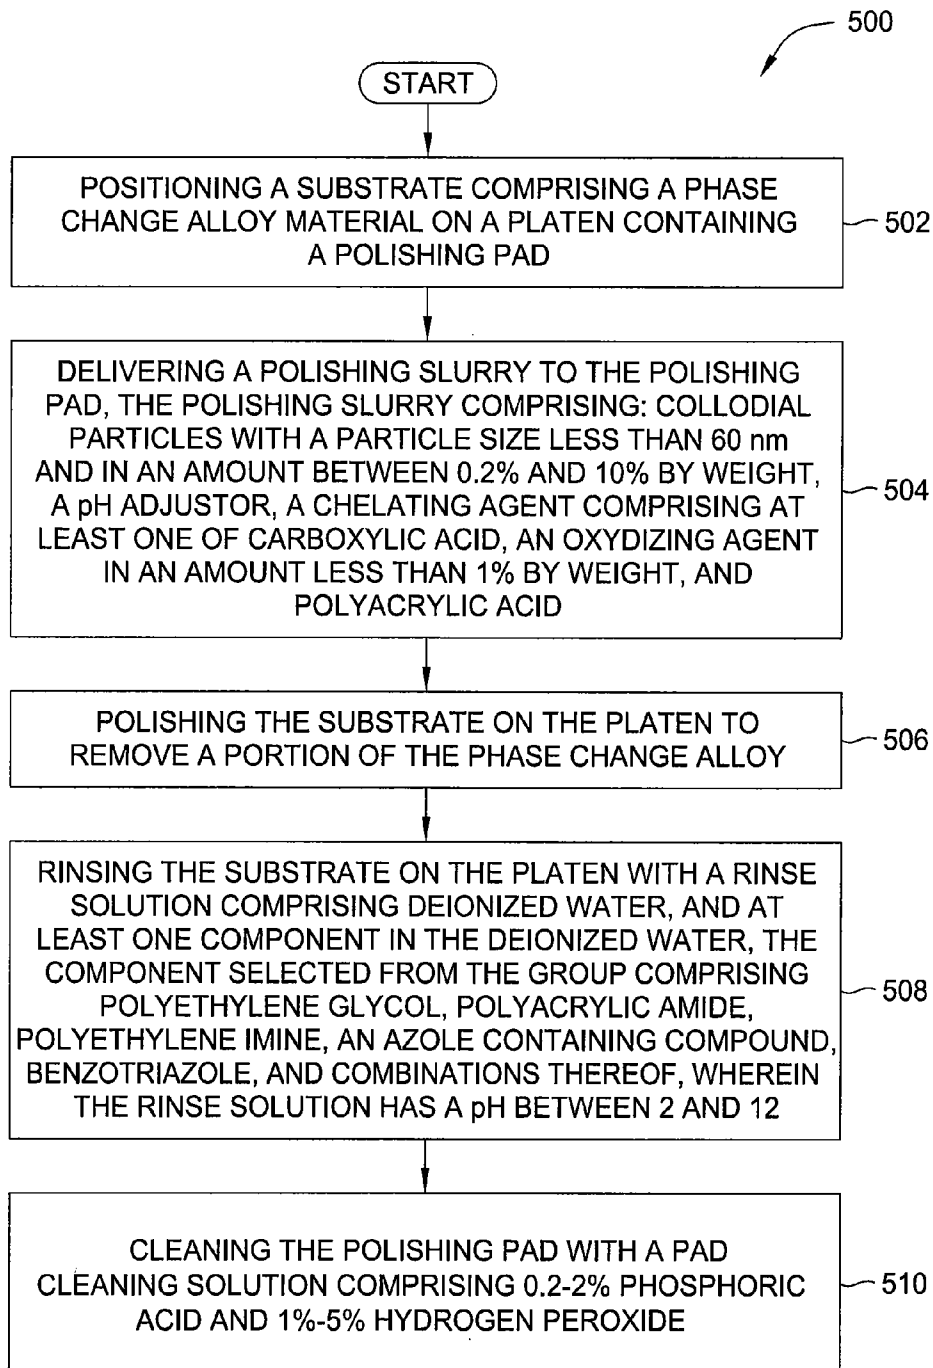 500
START
POSITIONING A SUBSTRATE COMPRISING A PHASE
CHANGE ALLOY MATERIAL ON A PLATEN CONTAINING
A POLISHING PAD
502
DELIVERING A POLISHING SLURRY TO THE POLISHING
PAD, THE POLISHING SLURRY COMPRISING: COLLODIAL
PARTICLES WITH A PARTICLE SIZE LESS THAN 60 nm
AND IN AN AMOUNT BETWEEN 0.2% AND 10% BY WEIGHT,
A pH ADJUSTOR, A CHELATING AGENT COMPRISING AT
LEAST ONE OF CARBOXYLIC ACID, AN OXYDIZING AGENT
IN AN AMOUNT LESS THAN 1% BY WEIGHT, AND
POLYACRYLIC ACID
504
POLISHING THE SUBSTRATE ON THE PLATEN TO
REMOVE A PORTION OF THE PHASE CHANGE ALLOY
506
RINSING THE SUBSTRATE ON THE PLATEN WITH A RINSE
SOLUTION COMPRISING DEIONIZED WATER, AND AT
LEAST ONE COMPONENT IN THE DEIONIZED WATER, THE
COMPONENT SELECTED FROM THE GROUP COMPRISING
POLYETHYLENE GLYCOL, POLYACRYLIC AMIDE,
POLYETHYLENE IMINE, AN AZOLE CONTAINING COMPOUND,
BENZOTRIAZOLE, AND COMBINATIONS THEREOF, WHEREIN
THE RINSE SOLUTION HAS A pH BETWEEN 2 AND 12
508
CLEANING THE POLISHING PAD WITH A PAD
CLEANING SOLUTION COMPRISING 0.2-2% PHOSPHORIC
ACID AND 1%-5% HYDROGEN PEROXIDE
510